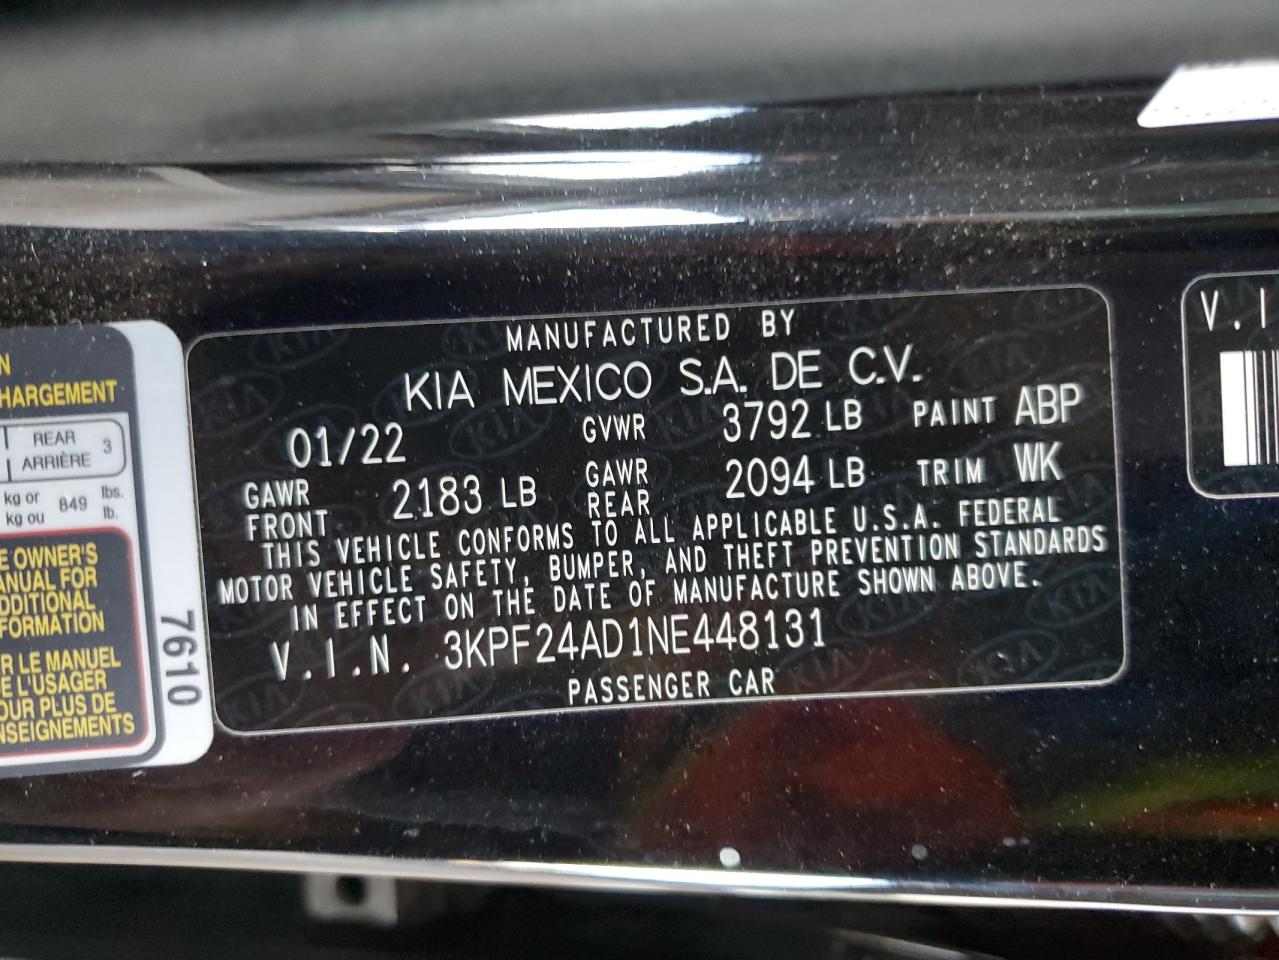 MANUFACTURED BY
KIA MEXICO S.A. DE C.V.
01/22 GVWR 3792 LB PAINT ABP
GAWR FRONT 2183 LB GAWR REAR 2094 LB TRIM WK
THIS VEHICLE CONFORMS TO ALL APPLICABLE U.S.A. FEDERAL
MOTOR VEHICLE SAFETY, BUMPER, AND THEFT PREVENTION STANDARDS
IN EFFECT ON THE DATE OF MANUFACTURE SHOWN ABOVE.
V.I.N. 3KPF24AD1NE448131
PASSENGER CAR
HARGEMENT
REAR 3
ARRIÈRE
kg or 849 lbs.
kg ou lb.
E OWNER'S
ANUAL FOR
DDITIONAL
FORMATION
R LE MANUEL
DE L'USAGER
OUR PLUS DE
NSEIGNEMENTS
7610
V.I